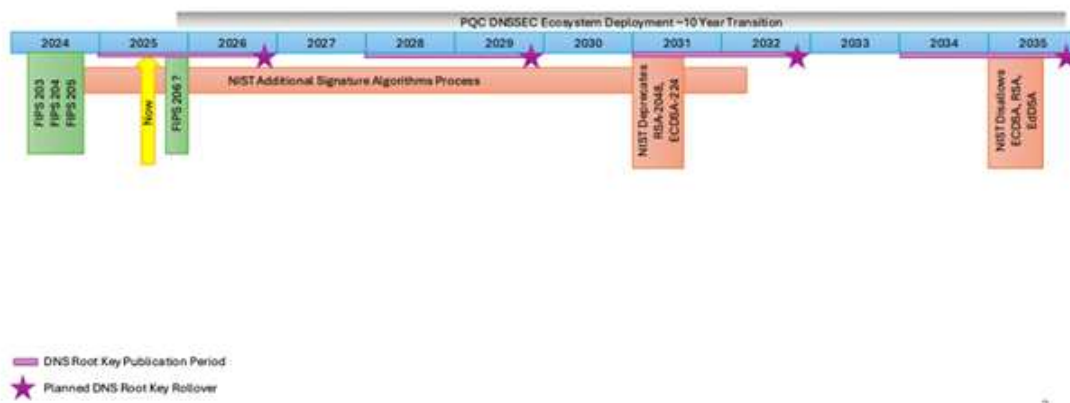 PQC DNSSEC Ecosystem Deployment ~10 Year Transition
2024 2025 2026 2027 2028 2029 2030 2031 2032 2033 2034 2035
NIST Additional Signature Algorithms Process
FIPS 203
FIPS 204
FIPS 205
Now
FIPS 206 ?
NIST Deprecates
RSA-2048,
ECDSA-224
NIST Disallows
ECDSA, RSA,
EdDSA
DNS Root Key Publication Period
Planned DNS Root Key Rollover